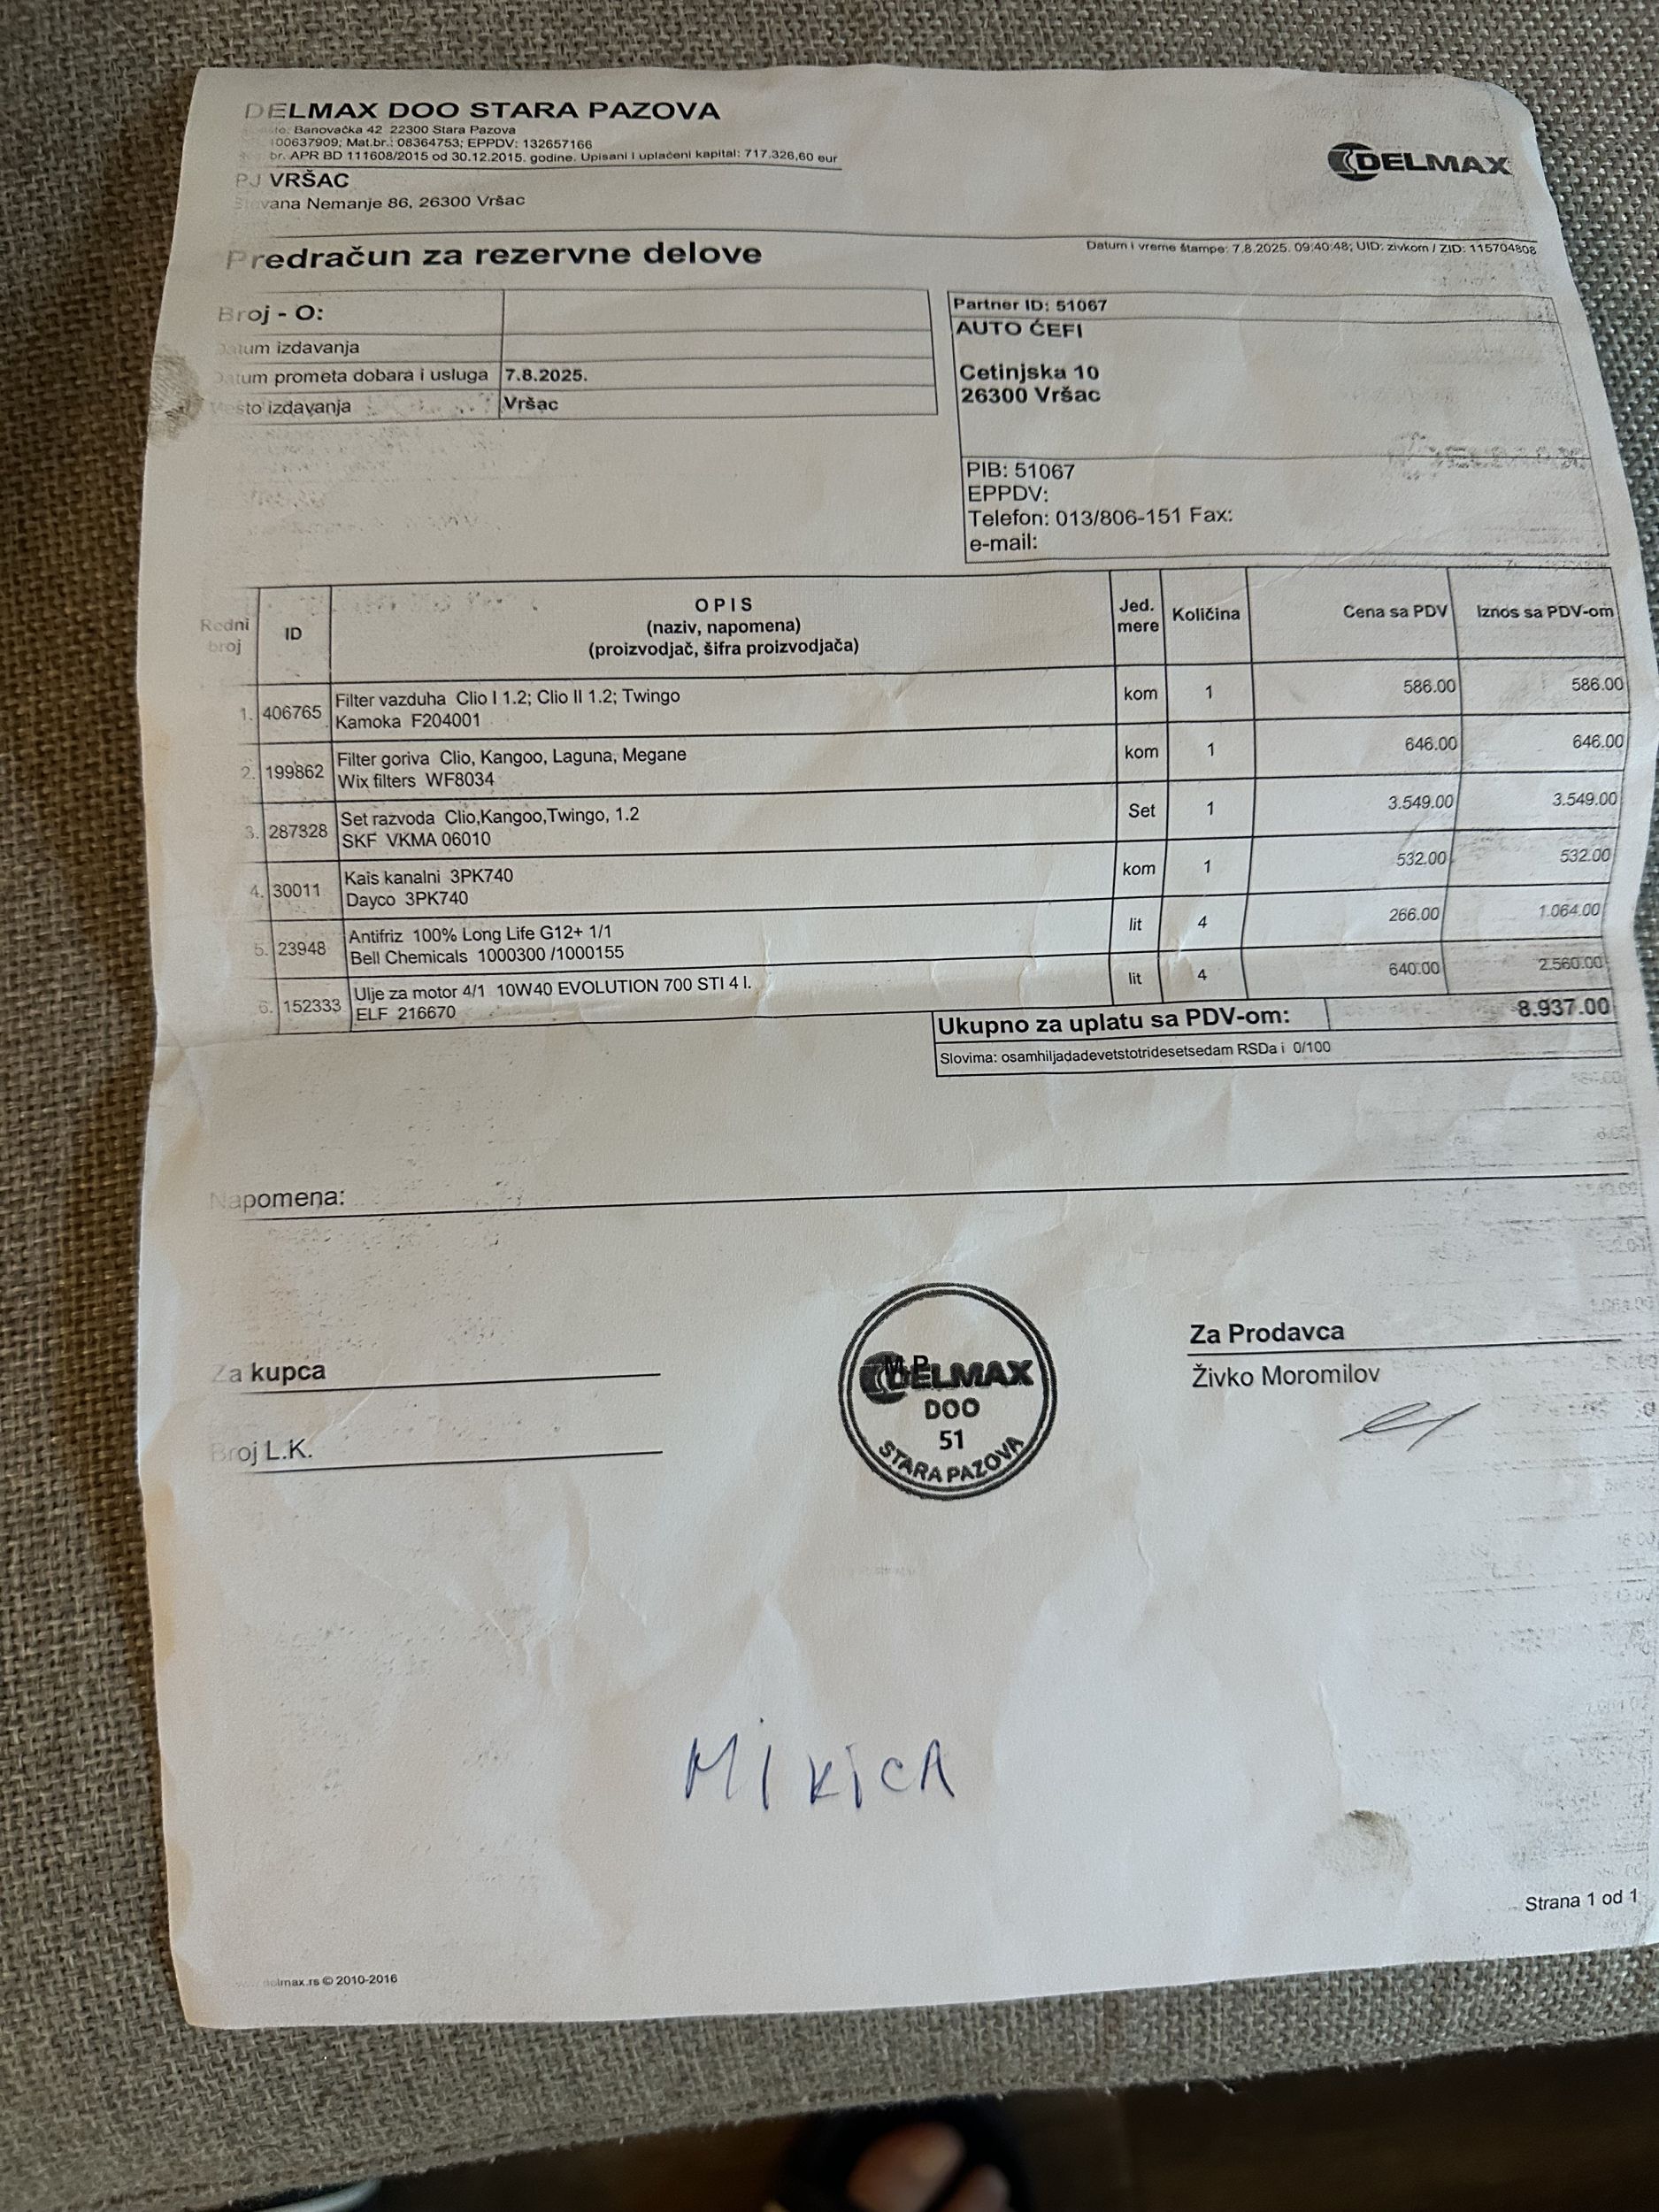 DELMAX DOO STARA PAZOVA
Banovačka 42 22300 Stara Pazova
100637909; Mat.br.: 08364753; EPPDV: 132657166
br. APR BD 111608/2015 od 30.12.2015. godine. Upisani i uplaćeni kapital: 717.326,60 eur
PJ VRŠAC
Stevana Nemanje 86, 26300 Vršac
DELMAX
Predračun za rezervne delove
Datum i vreme štampe: 7.8.2025. 09:40:48; UID: zivkom / ZID: 115704808
Broj - O:
Datum izdavanja
Datum prometa dobara i usluga 7.8.2025.
Mesto izdavanja Vršac
Partner ID: 51067
AUTO ĆEFI
Cetinjska 10
26300 Vršac
PIB: 51067
EPPDV:
Telefon: 013/806-151 Fax:
e-mail:
Redni broj ID OPIS (naziv, napomena) (proizvodjač, šifra proizvodjača) Jed. mere Količina Cena sa PDV Iznos sa PDV-om
1. 406765 Filter vazduha Clio I 1.2; Clio II 1.2; Twingo kom 1 586.00 586.00
Kamoka F204001
2. 199862 Filter goriva Clio, Kangoo, Laguna, Megane kom 1 646.00 646.00
Wix filters WF8034
3. 287328 Set razvoda Clio,Kangoo,Twingo, 1.2 Set 1 3.549.00 3.549.00
SKF VKMA 06010
4. 30011 Kais kanalni 3PK740 kom 1 532.00 532.00
Dayco 3PK740
5. 23948 Antifriz 100% Long Life G12+ 1/1 lit 4 266.00 1.064.00
Bell Chemicals 1000300 /1000155
6. 152333 Ulje za motor 4/1 10W40 EVOLUTION 700 STI 4 l. lit 4 640.00 2.560.00
ELF 216670
Ukupno za uplatu sa PDV-om: 8.937.00
Slovima: osamhiljadadevetstotridesetsedam RSDa i 0/100
Napomena:
Za kupca
Broj L.K.
M.P.
DELMAX
DOO
51
STARA PAZOVA
Za Prodavca
Živko Moromilov
MIKICA
Strana 1 od 1
delmax.rs © 2010-2016